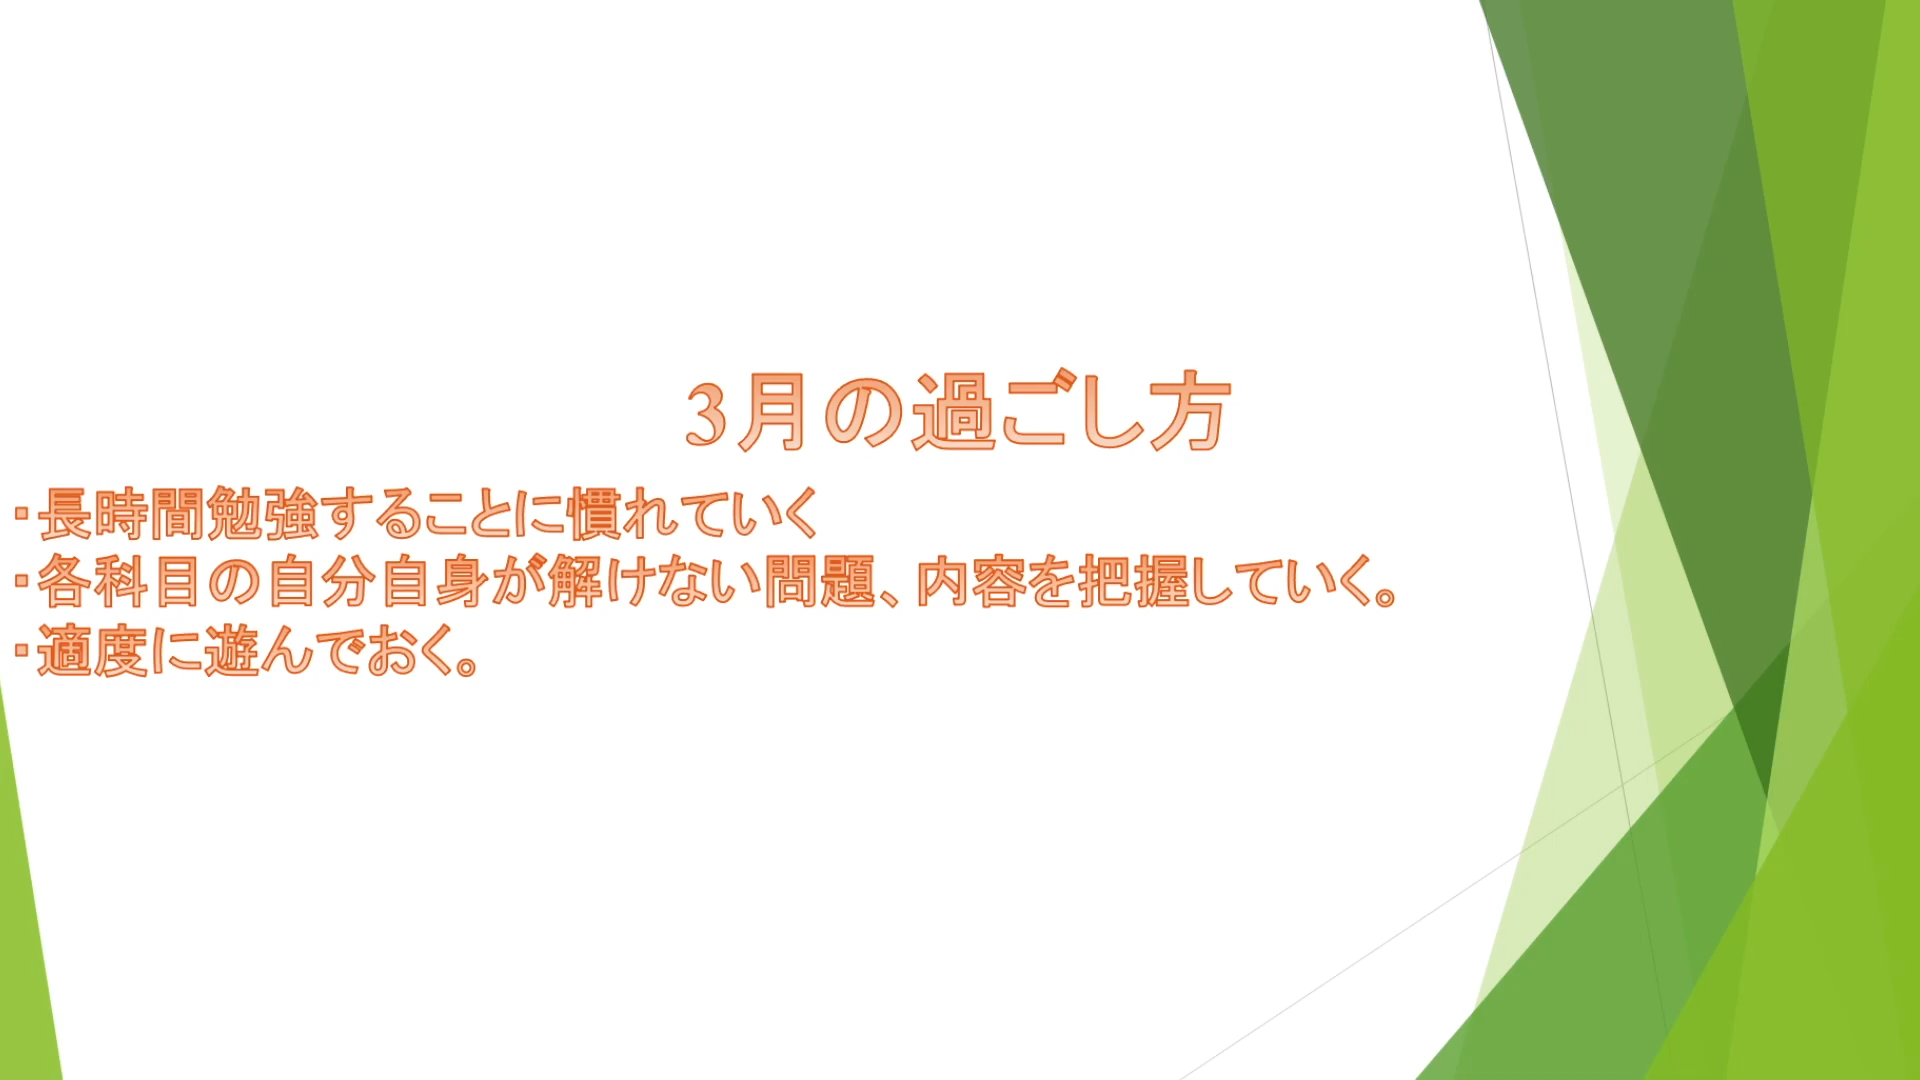 3月の過ごし方
・長時間勉強することに慣れていく
・各科目の自分自身が解けない問題、内容を把握していく。
・適度に遊んでおく。